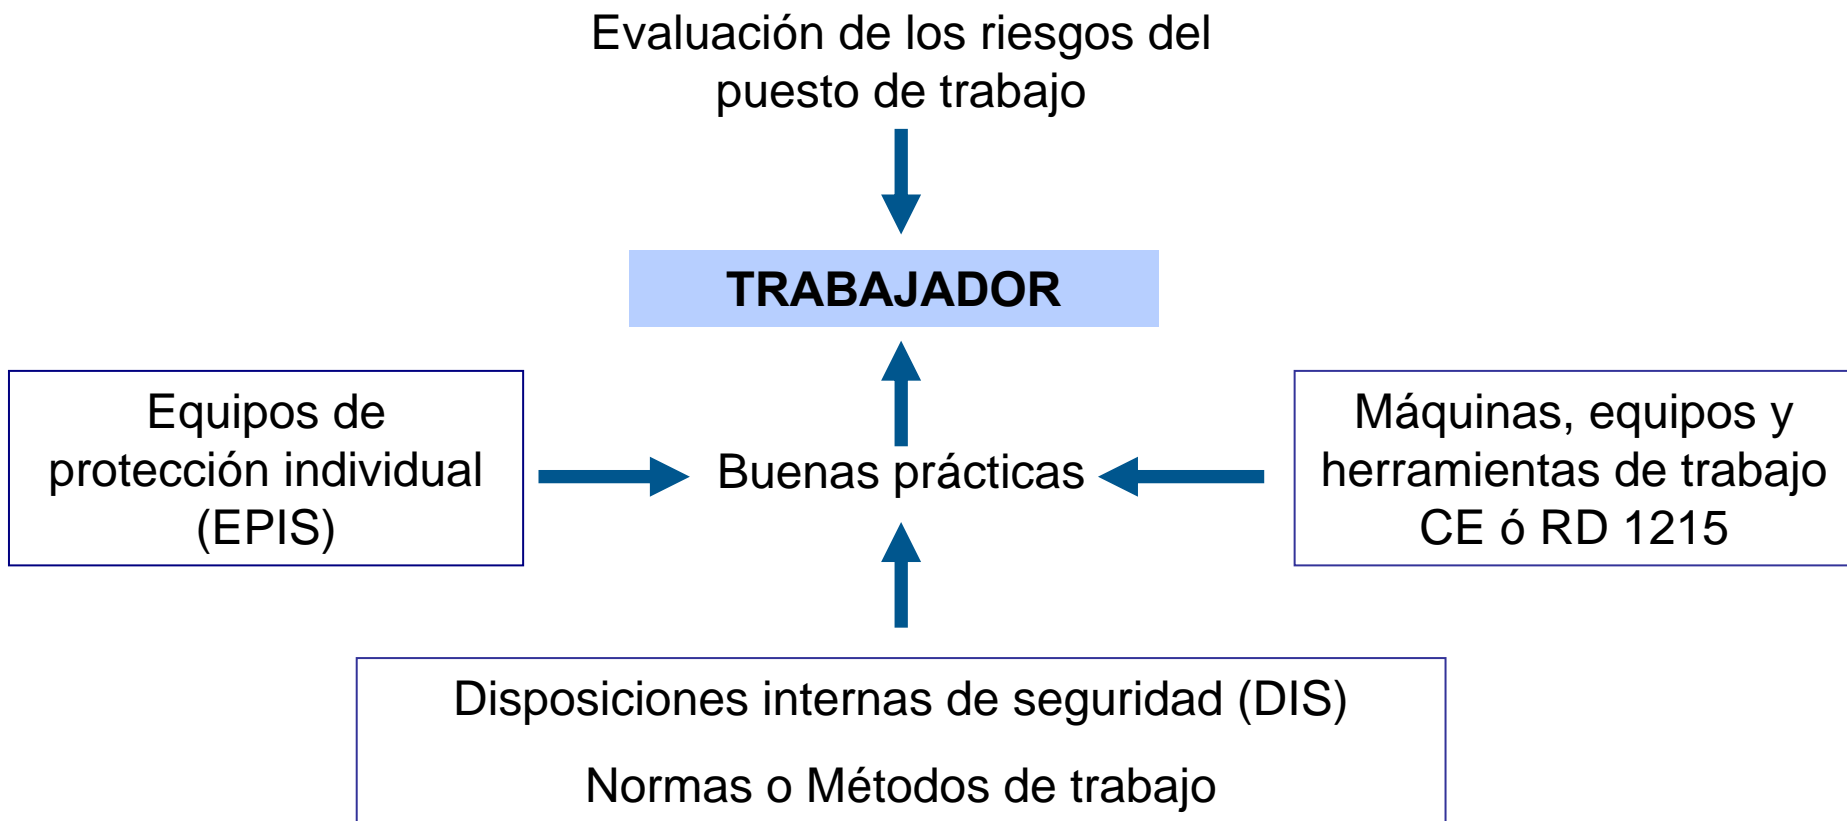 Evaluación de los riesgos del
puesto de trabajo
TRABAJADOR
Equipos de
protección individual
(EPIS)
Buenas prácticas
Máquinas, equipos y
herramientas de trabajo
CE ó RD 1215
Disposiciones internas de seguridad (DIS)
Normas o Métodos de trabajo